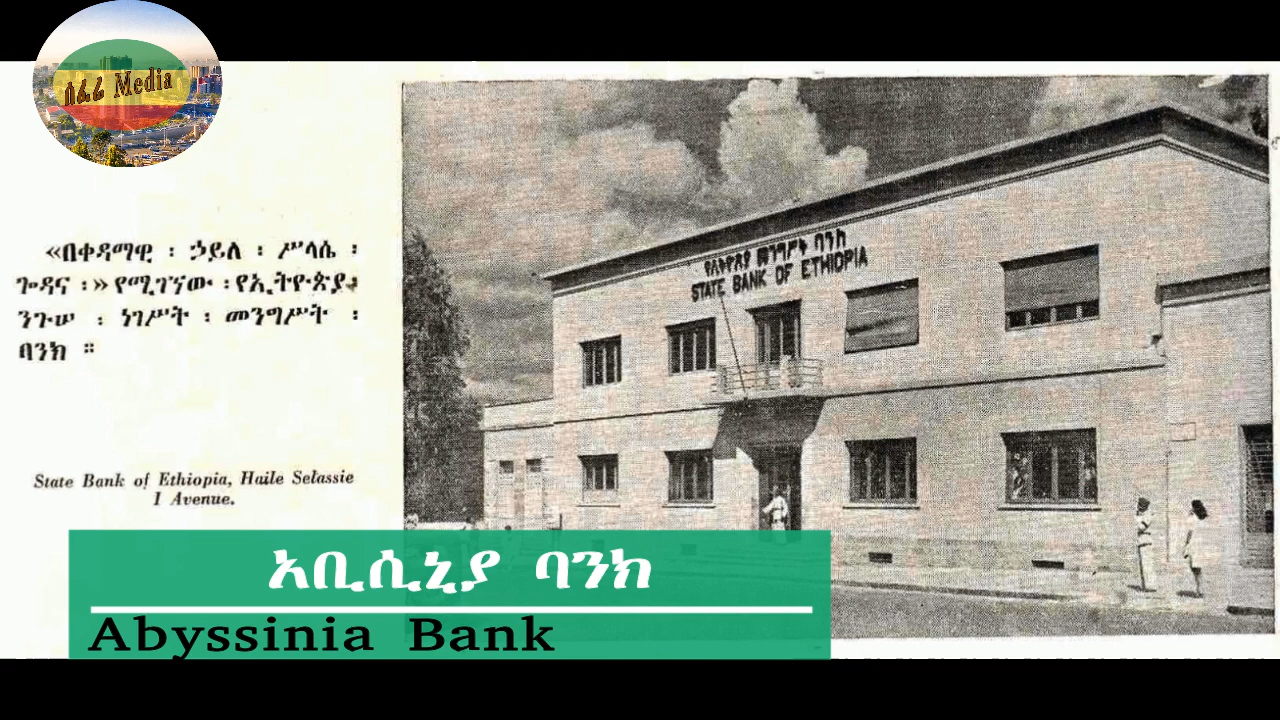 ሰፈሬ Media
«በቀዳማዊ ፡ ኃይለ ፡ ሥላሴ ፡
ጐዳና ፡» የሚገኘው ፡ የኢትዮጵያ
ንጉሠ ፡ ነገሥት ፡ መንግሥት ፡
ባንክ ።
State Bank of Ethiopia, Haile Selassie
I Avenue.
የኢትዮጵያ መንግሥት ባንክ
STATE BANK OF ETHIOPIA
አቢሲኒያ ባንክ
Abyssinia Bank